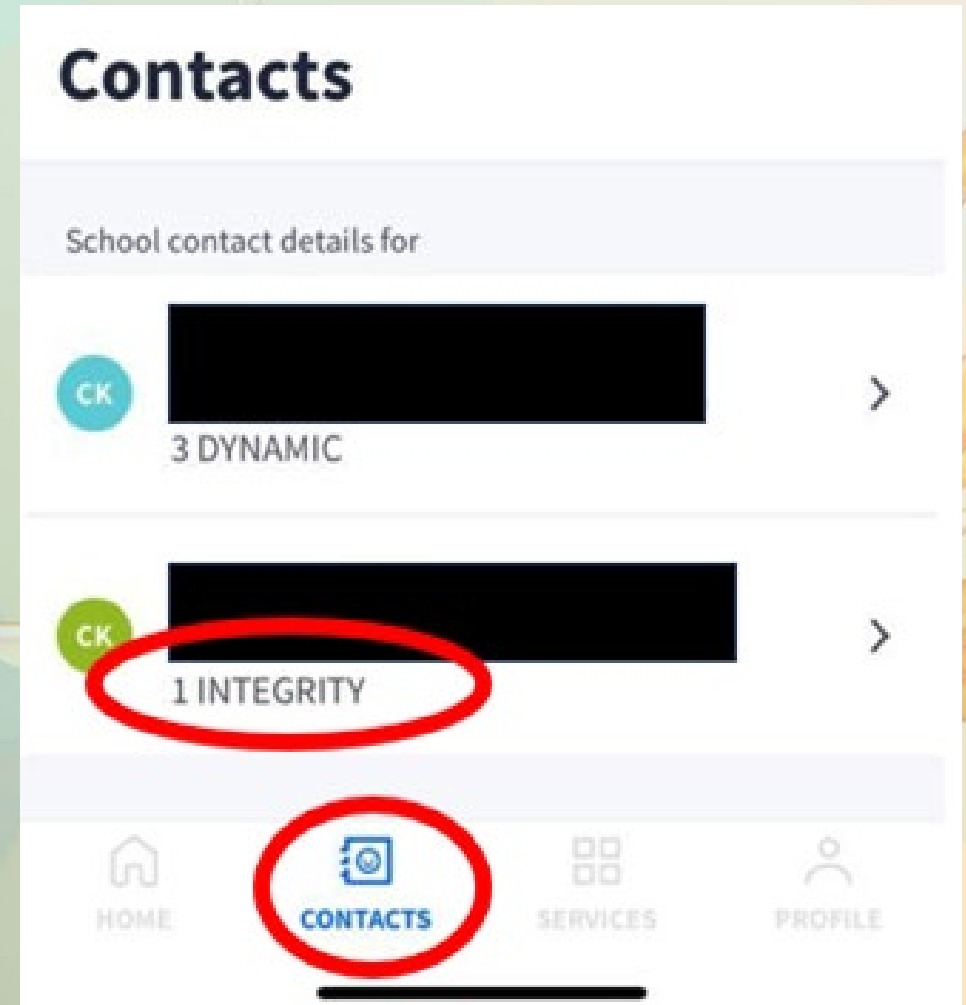 Contacts
School contact details for
CK
3 DYNAMIC
CK
1 INTEGRITY
HOME
CONTACTS
SERVICES
PROFILE